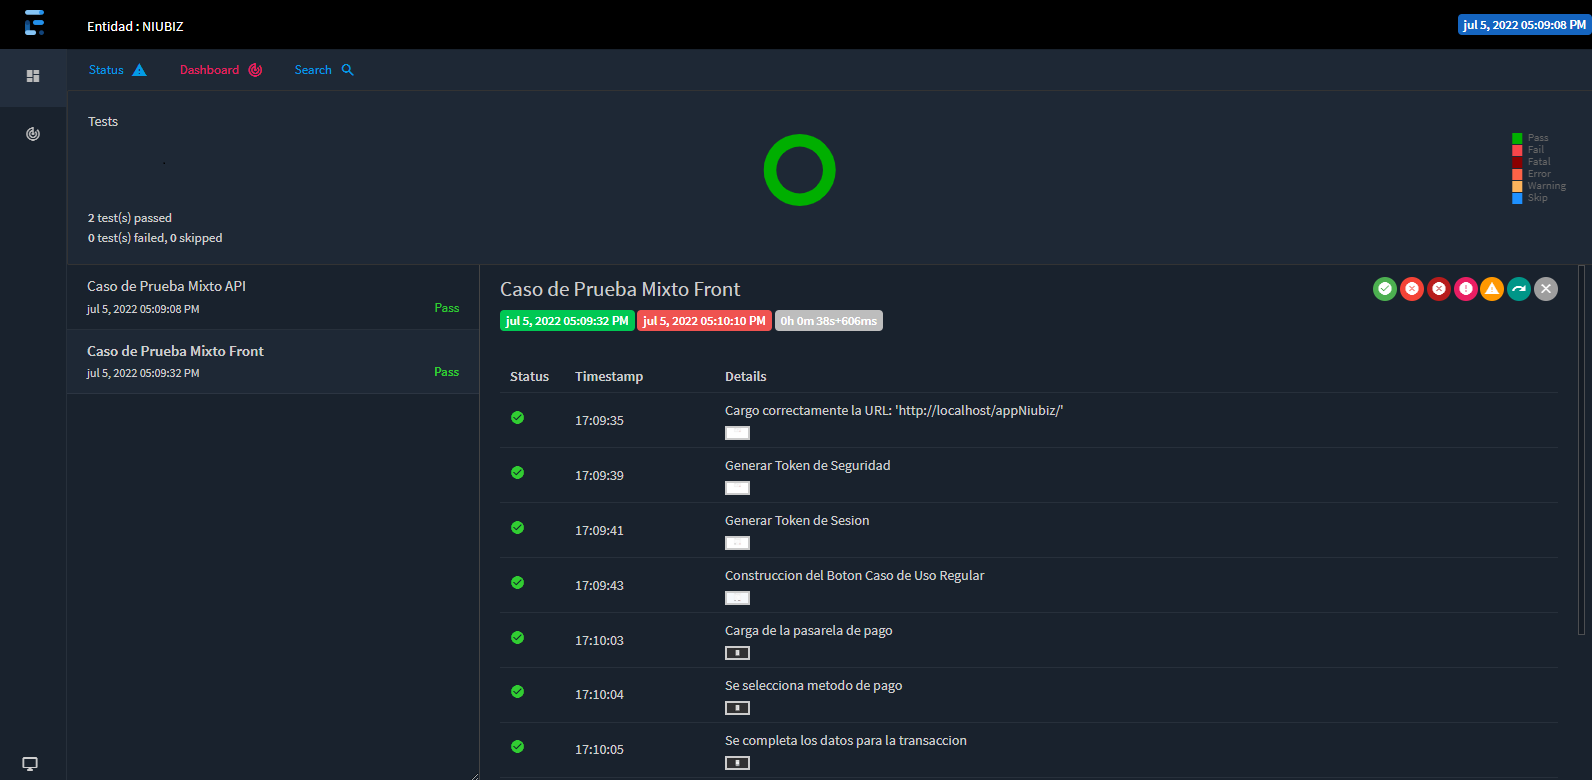 Entidad : NIUBIZ
jul 5, 2022 05:09:08 PM
Status
Dashboard
Search
Tests
2 test(s) passed
0 test(s) failed, 0 skipped
Pass
Fail
Fatal
Error
Warning
Skip
Caso de Prueba Mixto API
jul 5, 2022 05:09:08 PM
Pass
Caso de Prueba Mixto Front
jul 5, 2022 05:09:32 PM
Pass
Caso de Prueba Mixto Front
jul 5, 2022 05:09:32 PM
jul 5, 2022 05:10:10 PM
0h 0m 38s+606ms
Status Timestamp Details
17:09:35 Cargo correctamente la URL: 'http://localhost/appNiubiz/'
17:09:39 Generar Token de Seguridad
17:09:41 Generar Token de Sesion
17:09:43 Construccion del Boton Caso de Uso Regular
17:10:03 Carga de la pasarela de pago
17:10:04 Se selecciona metodo de pago
17:10:05 Se completa los datos para la transaccion